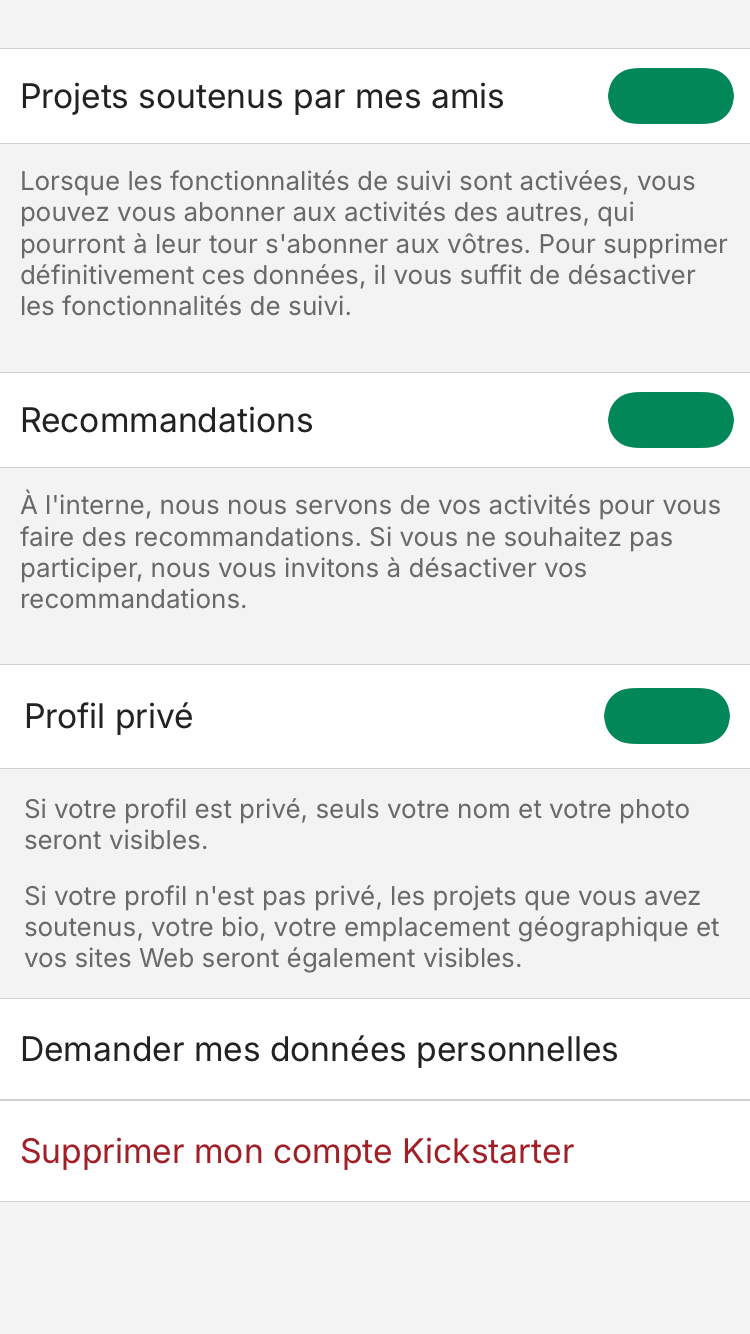 Projets soutenus par mes amis
Lorsque les fonctionnalités de suivi sont activées, vous
pouvez vous abonner aux activités des autres, qui
pourront à leur tour s'abonner aux vôtres. Pour supprimer
définitivement ces données, il vous suffit de désactiver
les fonctionnalités de suivi.
Recommandations
À l'interne, nous nous servons de vos activités pour vous
faire des recommandations. Si vous ne souhaitez pas
participer, nous vous invitons à désactiver vos
recommandations.
Profil privé
Si votre profil est privé, seuls votre nom et votre photo
seront visibles.
Si votre profil n'est pas privé, les projets que vous avez
soutenus, votre bio, votre emplacement géographique et
vos sites Web seront également visibles.
Demander mes données personnelles
Supprimer mon compte Kickstarter